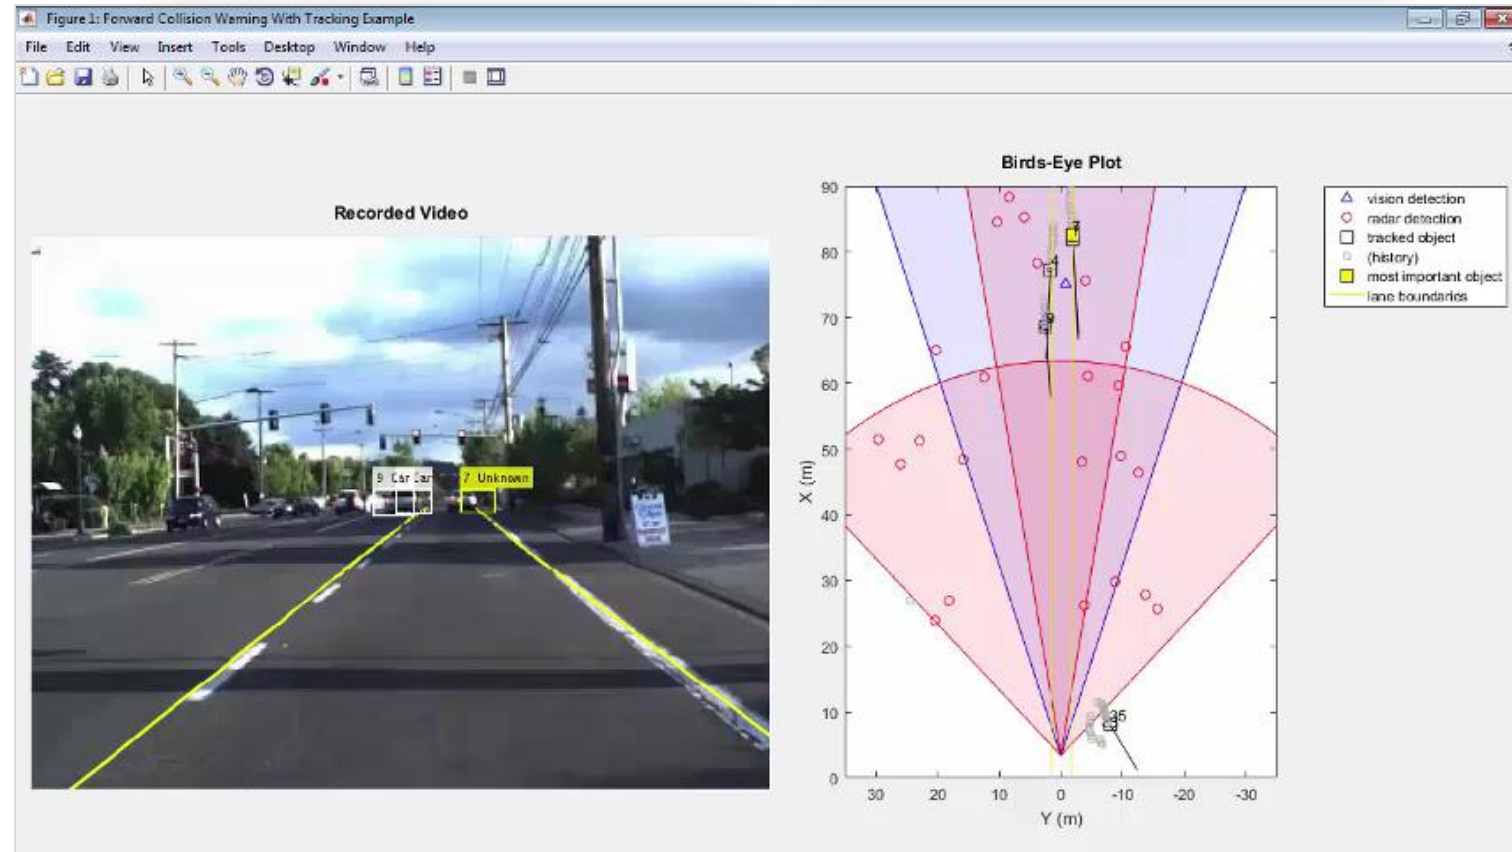 Figure 1: Forward Collision Warning With Tracking Example
File Edit View Insert Tools Desktop Window Help
Recorded Video
9 Car Car
7 Unknown
Birds-Eye Plot
90
80
70
60
50
40
30
20
10
0
X (m)
30 20 10 0 -10 -20 -30
Y (m)
7
4
9
35
vision detection
radar detection
tracked object
(history)
most important object
lane boundaries